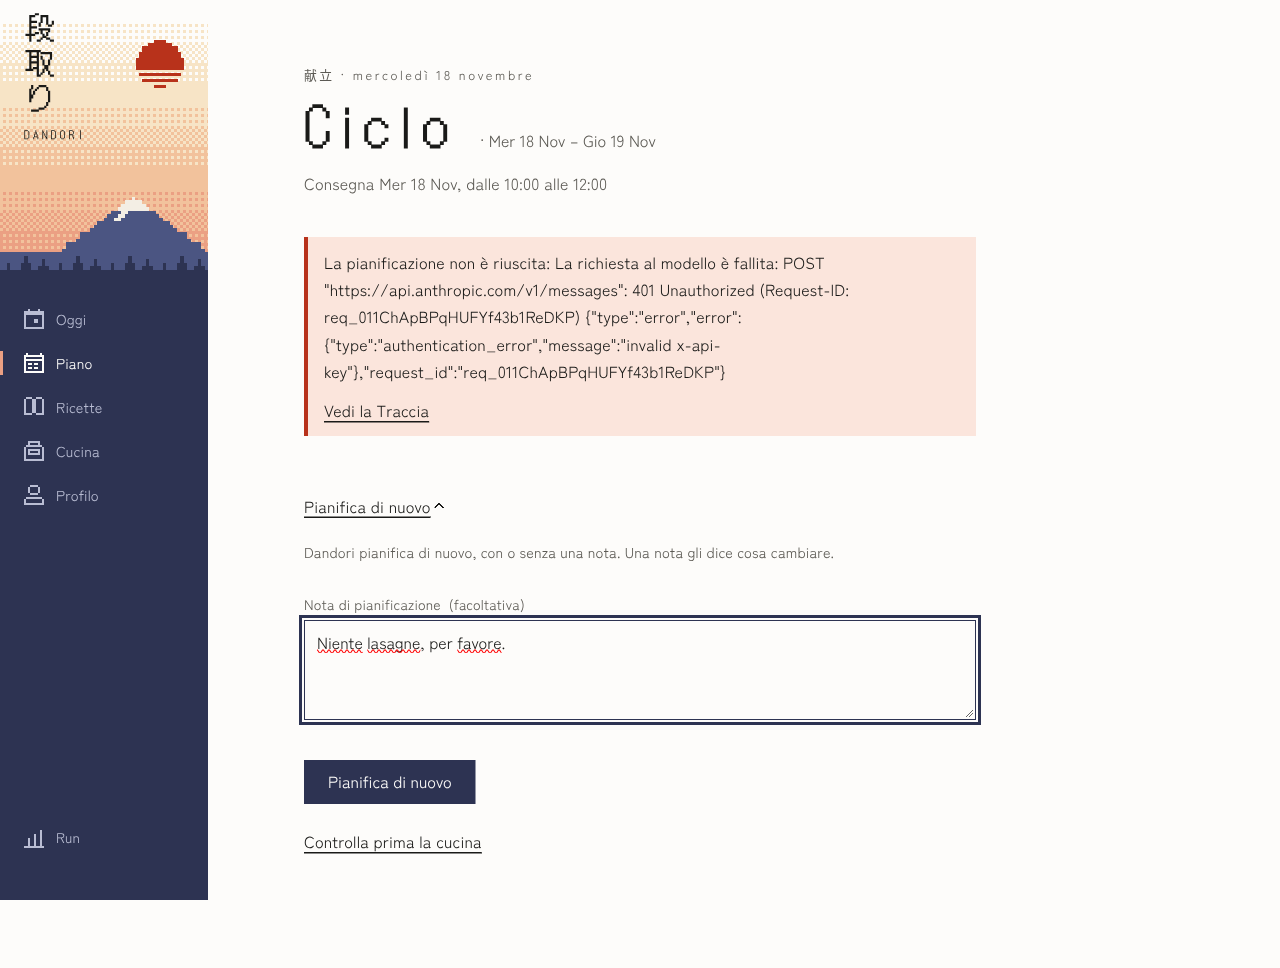 段取り
DANDORI
Oggi
Piano
Ricette
Cucina
Profilo
Run
献立 · mercoledì 18 novembre
Ciclo · Mer 18 Nov – Gio 19 Nov
Consegna Mer 18 Nov, dalle 10:00 alle 12:00
La pianificazione non è riuscita: La richiesta al modello è fallita: POST
"https://api.anthropic.com/v1/messages": 401 Unauthorized (Request-ID:
req_011ChApBPqHUFYf43b1ReDKP) {"type":"error","error":
{"type":"authentication_error","message":"invalid x-api-
key"},"request_id":"req_011ChApBPqHUFYf43b1ReDKP"}
Vedi la Traccia
Pianifica di nuovo
Dandori pianifica di nuovo, con o senza una nota. Una nota gli dice cosa cambiare.
Nota di pianificazione (facoltativa)
Niente lasagne, per favore.
Pianifica di nuovo
Controlla prima la cucina